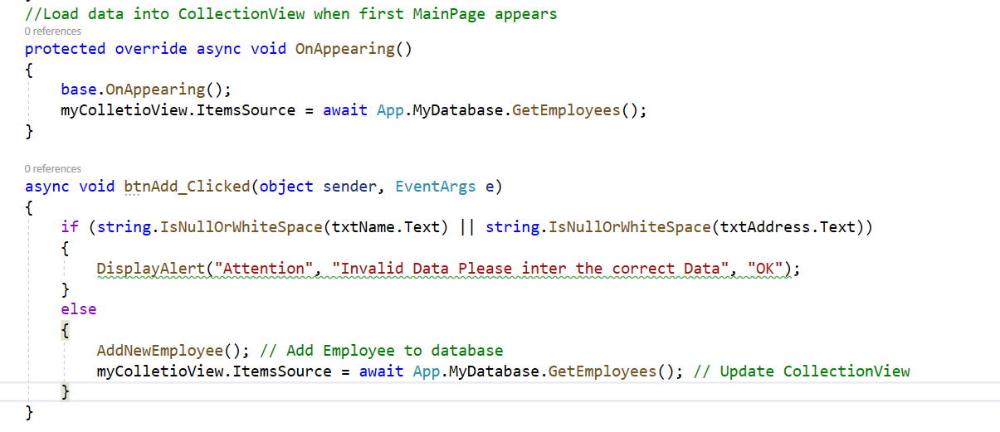 //Load data into CollectionView when first MainPage appears
0 references
protected override async void OnAppearing()
{
base.OnAppearing();
myColletioView.ItemsSource = await App.MyDatabase.GetEmployees();
}
0 references
async void btnAdd_Clicked(object sender, EventArgs e)
{
if (string.IsNullOrWhiteSpace(txtName.Text) || string.IsNullOrWhiteSpace(txtAddress.Text))
{
DisplayAlert("Attention", "Invalid Data Please inter the correct Data", "OK");
}
else
{
AddNewEmployee(); // Add Employee to database
myColletioView.ItemsSource = await App.MyDatabase.GetEmployees(); // Update CollectionView
}
}